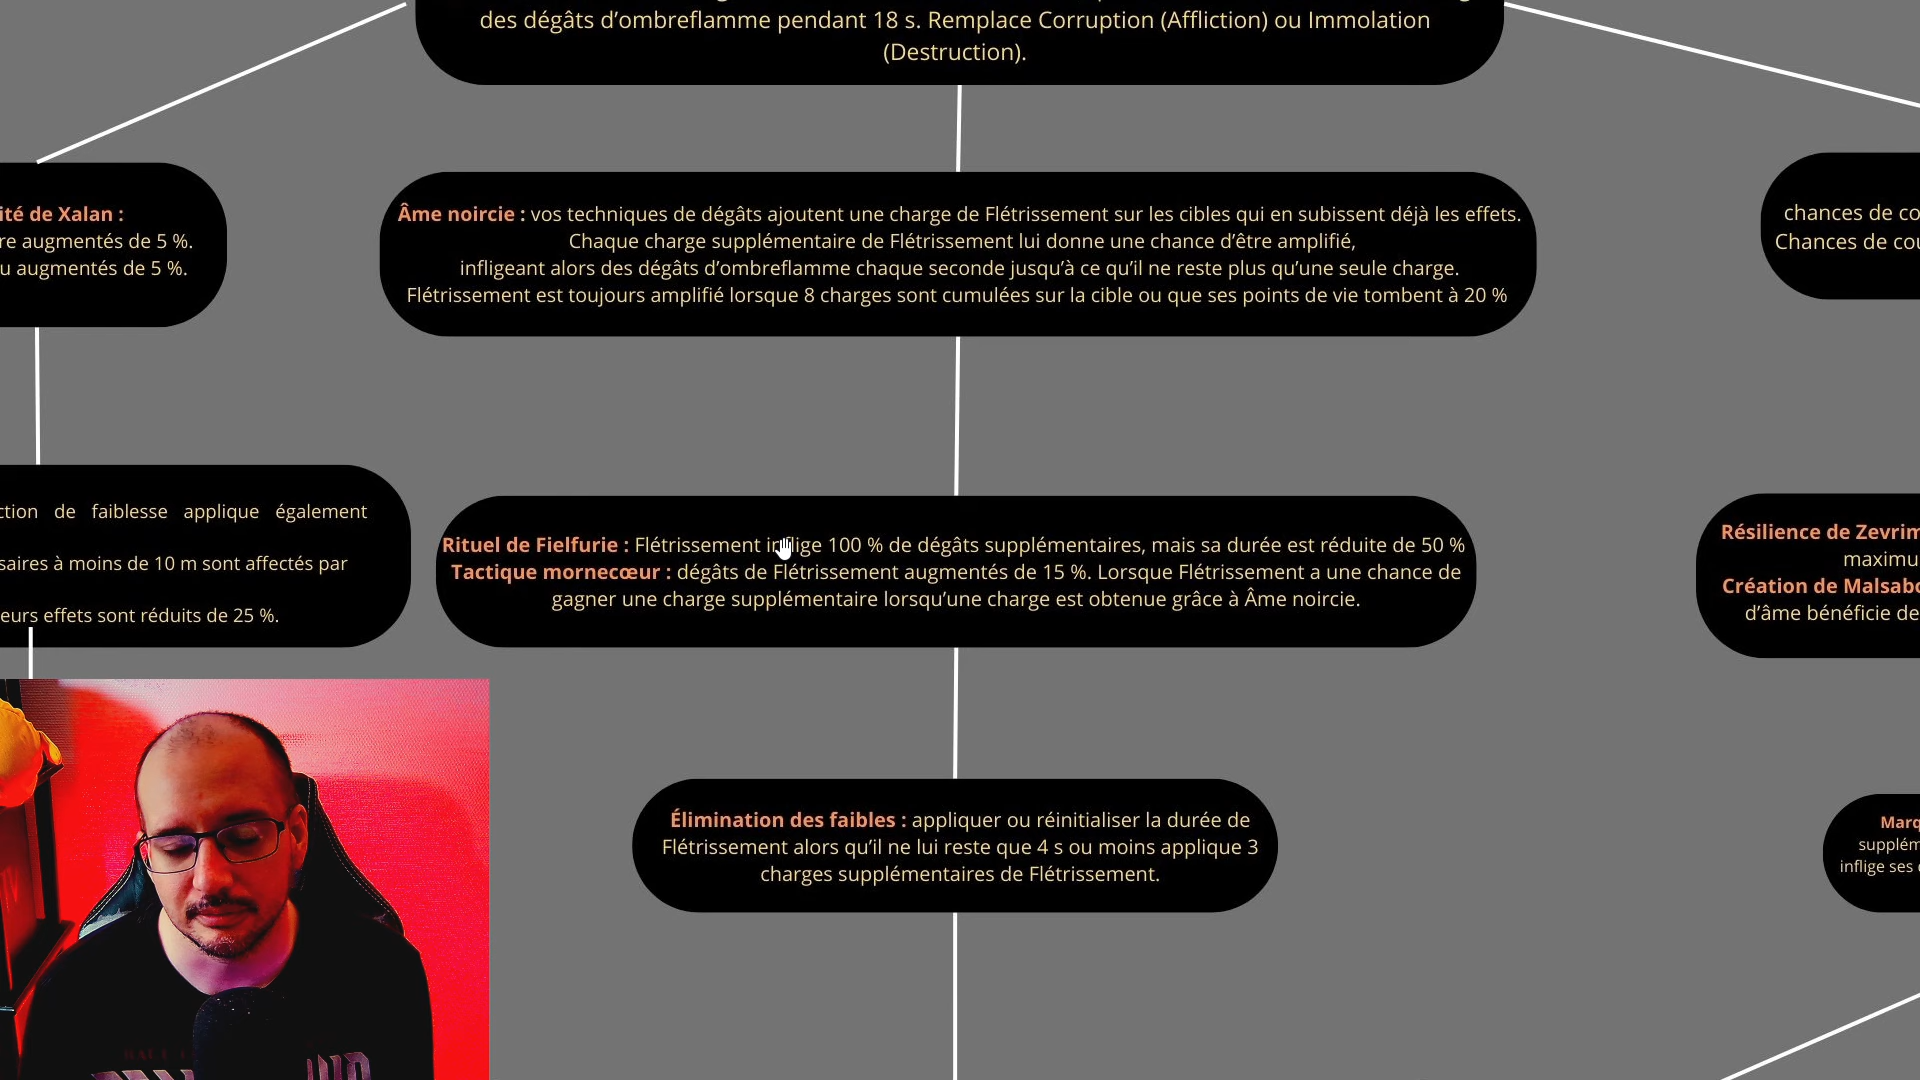 des dégâts d’ombreflamme pendant 18 s. Remplace Corruption (Affliction) ou Immolation
(Destruction).
ité de Xalan :
re augmentés de 5 %.
u augmentés de 5 %.
Âme noircie : vos techniques de dégâts ajoutent une charge de Flétrissement sur les cibles qui en subissent déjà les effets.
Chaque charge supplémentaire de Flétrissement lui donne une chance d’être amplifié,
infligeant alors des dégâts d’ombreflamme chaque seconde jusqu’à ce qu’il ne reste plus qu’une seule charge.
Flétrissement est toujours amplifié lorsque 8 charges sont cumulées sur la cible ou que ses points de vie tombent à 20 %
chances de co
Chances de cou
ction de faiblesse applique également
saires à moins de 10 m sont affectés par
eurs effets sont réduits de 25 %.
Rituel de Fielfurie : Flétrissement inflige 100 % de dégâts supplémentaires, mais sa durée est réduite de 50 %
Tactique mornecœur : dégâts de Flétrissement augmentés de 15 %. Lorsque Flétrissement a une chance de
gagner une charge supplémentaire lorsqu’une charge est obtenue grâce à Âme noircie.
Résilience de Zevrim
maximu
Création de Malsabo
d’âme bénéficie de
Élimination des faibles : appliquer ou réinitialiser la durée de
Flétrissement alors qu’il ne lui reste que 4 s ou moins applique 3
charges supplémentaires de Flétrissement.
Marq
supplém
inflige ses